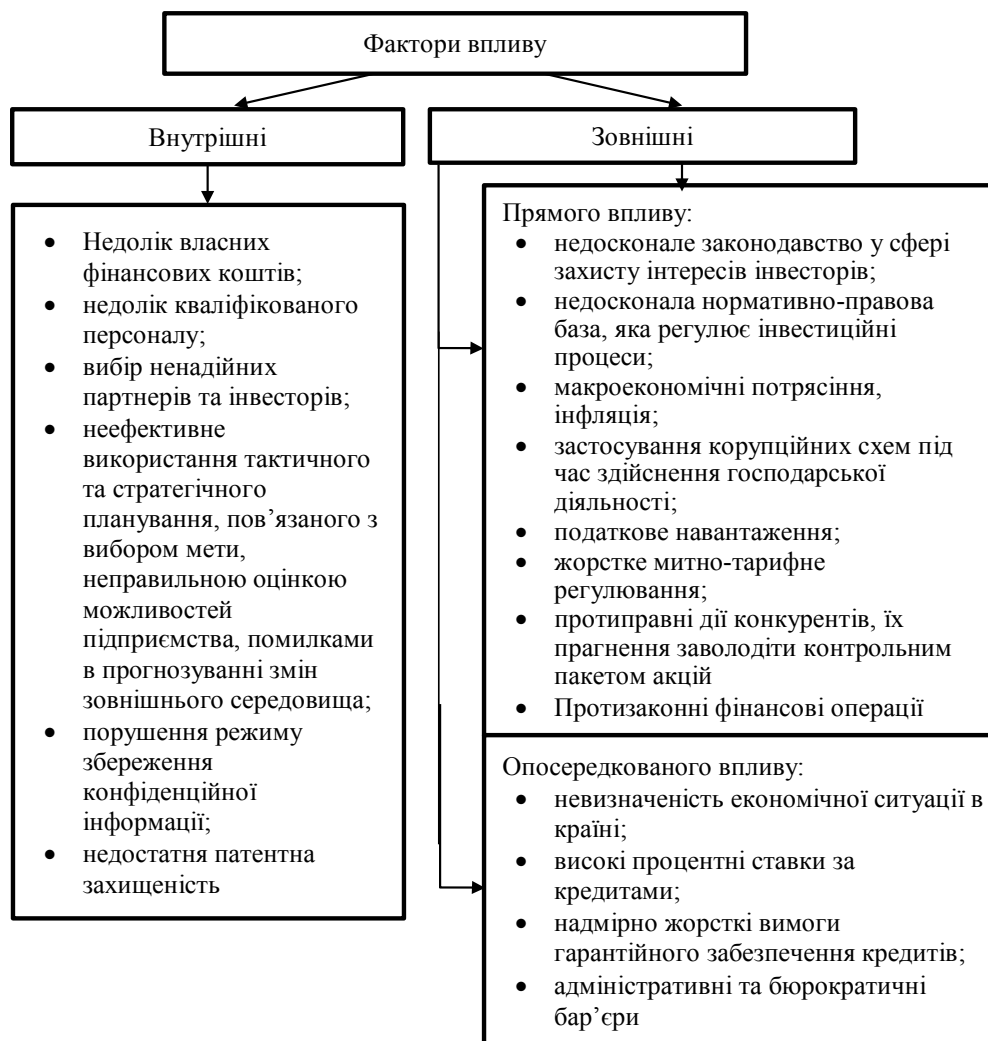 Фактори впливу
Внутрішні
Зовнішні
• Недолік власних
фінансових коштів;
• недолік кваліфікованого
персоналу;
• вибір ненадійних
партнерів та інвесторів;
• неефективне
використання тактичного
та стратегічного
планування, пов’язаного з
вибором мети,
неправильною оцінкою
можливостей
підприємства, помилками
в прогнозуванні змін
зовнішнього середовища;
• порушення режиму
збереження
конфіденційної
інформації;
• недостатня патентна
захищеність
Прямого впливу:
• недосконале законодавство у сфері
захисту інтересів інвесторів;
• недосконала нормативно-правова
база, яка регулює інвестиційні
процеси;
• макроекономічні потрясіння,
інфляція;
• застосування корупційних схем під
час здійснення господарської
діяльності;
• податкове навантаження;
• жорстке митно-тарифне
регулювання;
• протиправні дії конкурентів, їх
прагнення заволодіти контрольним
пакетом акцій
• Протизаконні фінансові операції
Опосередкованого впливу:
• невизначеність економічної ситуації в
країні;
• високі процентні ставки за
кредитами;
• надмірно жорсткі вимоги
гарантійного забезпечення кредитів;
• адміністративні та бюрократичні
бар’єри